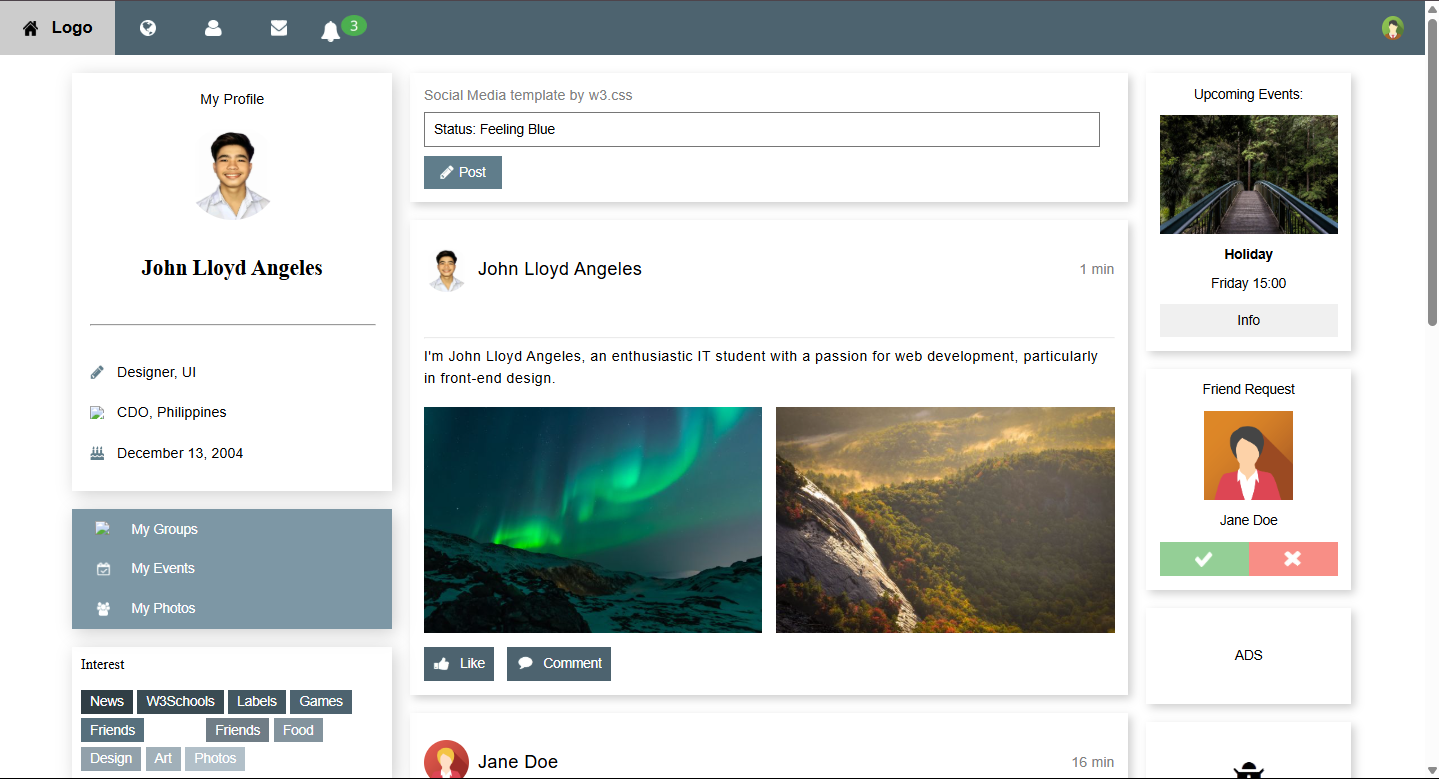 Logo
3
My Profile
John Lloyd Angeles
Designer, UI
CDO, Philippines
December 13, 2004
My Groups
My Events
My Photos
Interest
News W3Schools Labels Games
Friends Friends Food
Design Art Photos
Social Media template by w3.css
Status: Feeling Blue
Post
John Lloyd Angeles 1 min
I'm John Lloyd Angeles, an enthusiastic IT student with a passion for web development, particularly
in front-end design.
Like Comment
Jane Doe 16 min
Upcoming Events:
Holiday
Friday 15:00
Info
Friend Request
Jane Doe
ADS